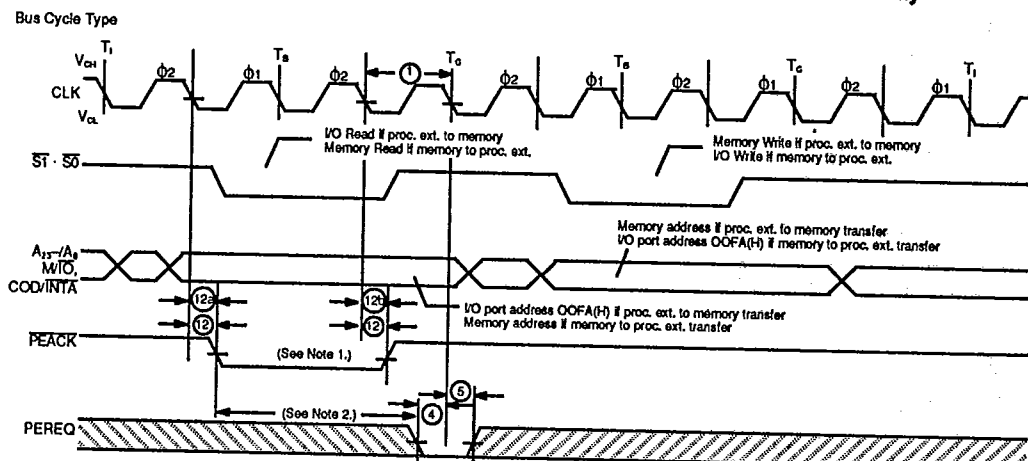 Bus Cycle Type
T_I T_S T_C T_S T_C T_I
V_CH
CLK
V_CL
ϕ2 ϕ1 ϕ2 ① ϕ2 ϕ1 ϕ2 ϕ1 ϕ2 ϕ1
I/O Read if proc. ext. to memory
Memory Read if memory to proc. ext.
Memory Write if proc. ext. to memory
I/O Write if memory to proc. ext.
S1 · S0
Memory address if proc. ext. to memory transfer
I/O port address OOFA(H) if memory to proc. ext. transfer
M/IO,
COD/INTA
12a 12b
I/O port address OOFA(H) if proc. ext. to memory transfer
Memory address if memory to proc. ext. transfer
12 12
PEACK
(See Note 1.)
(See Note 2.)
4 5
PEREQ